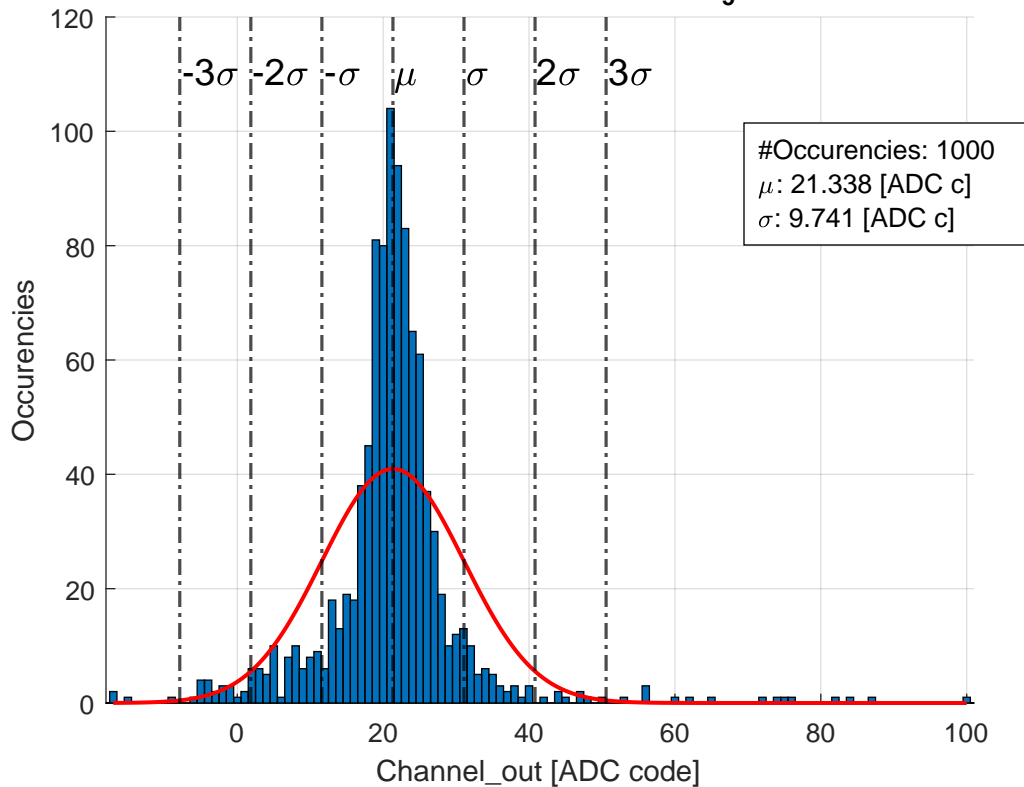 120
100
80
60
40
20
0
-3σ -2σ -σ μ σ 2σ 3σ
#Occurencies: 1000
μ: 21.338 [ADC c]
σ: 9.741 [ADC c]
Occurencies
0 20 40 60 80 100
Channel_out [ADC code]